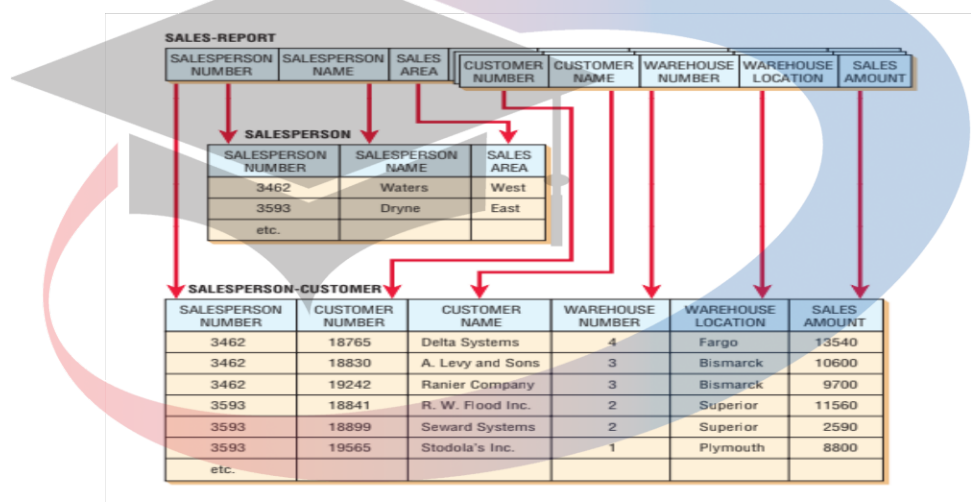 SALES-REPORT
SALESPERSON NUMBER SALESPERSON NAME SALES AREA CUSTOMER NUMBER CUSTOMER NAME WAREHOUSE NUMBER WAREHOUSE LOCATION SALES AMOUNT
SALESPERSON
SALESPERSON NUMBER SALESPERSON NAME SALES AREA
3462 Waters West
3593 Dryne East
etc.
SALESPERSON-CUSTOMER
SALESPERSON NUMBER CUSTOMER NUMBER CUSTOMER NAME WAREHOUSE NUMBER WAREHOUSE LOCATION SALES AMOUNT
3462 18765 Delta Systems 4 Fargo 13540
3462 18830 A. Levy and Sons 3 Bismarck 10600
3462 19242 Ranier Company 3 Bismarck 9700
3593 18841 R. W. Flood Inc. 2 Superior 11560
3593 18899 Seward Systems 2 Superior 2590
3593 19565 Stodola's Inc. 1 Plymouth 8800
etc.